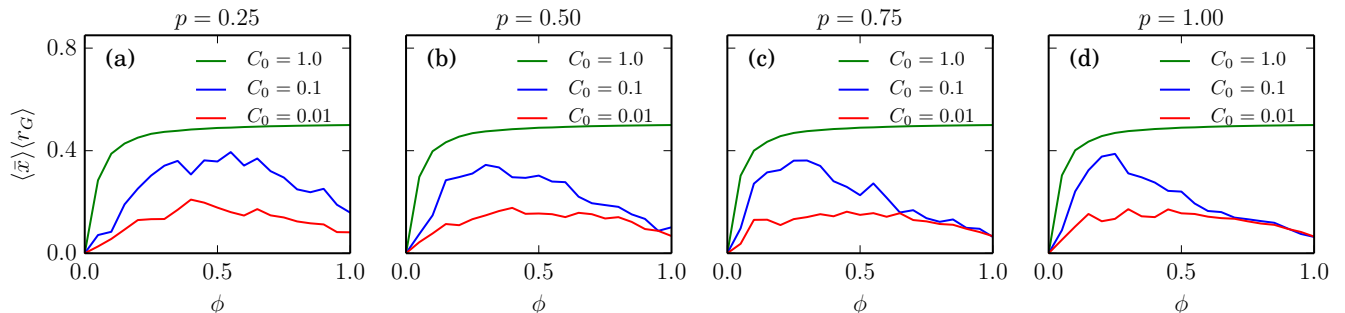 p = 0.25
p = 0.50
p = 0.75
p = 1.00
⟨x̄⟩⟨r_G⟩
0.8
0.4
0.0
(a)
C₀ = 1.0
C₀ = 0.1
C₀ = 0.01
0.0 0.5 1.0
ϕ
(b)
C₀ = 1.0
C₀ = 0.1
C₀ = 0.01
0.0 0.5 1.0
ϕ
(c)
C₀ = 1.0
C₀ = 0.1
C₀ = 0.01
0.0 0.5 1.0
ϕ
(d)
C₀ = 1.0
C₀ = 0.1
C₀ = 0.01
0.0 0.5 1.0
ϕ